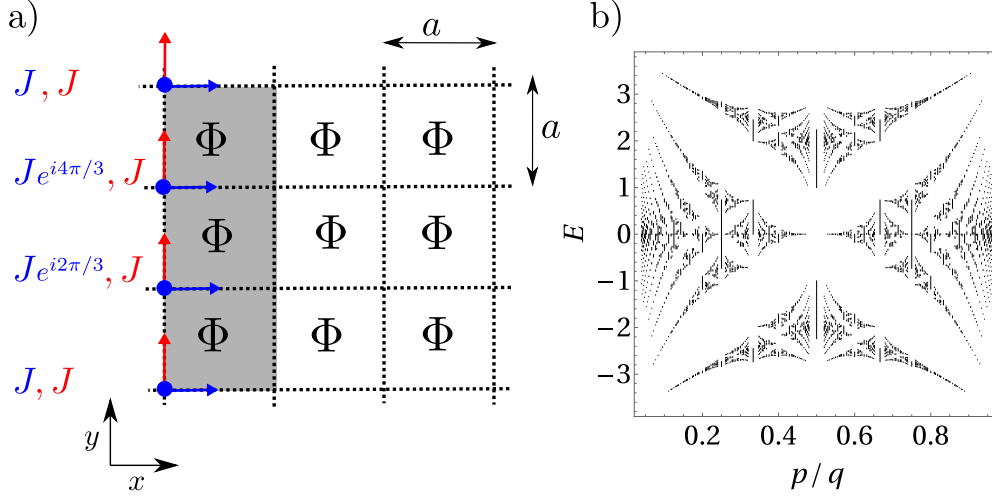 a)
a
J, J
Φ Φ Φ
a
Je^{i4π/3}, J
Φ Φ Φ
Je^{i2π/3}, J
Φ Φ Φ
J, J
y
x
b)
3
2
1
0
−1
−2
−3
E
0.2 0.4 0.6 0.8
p/q